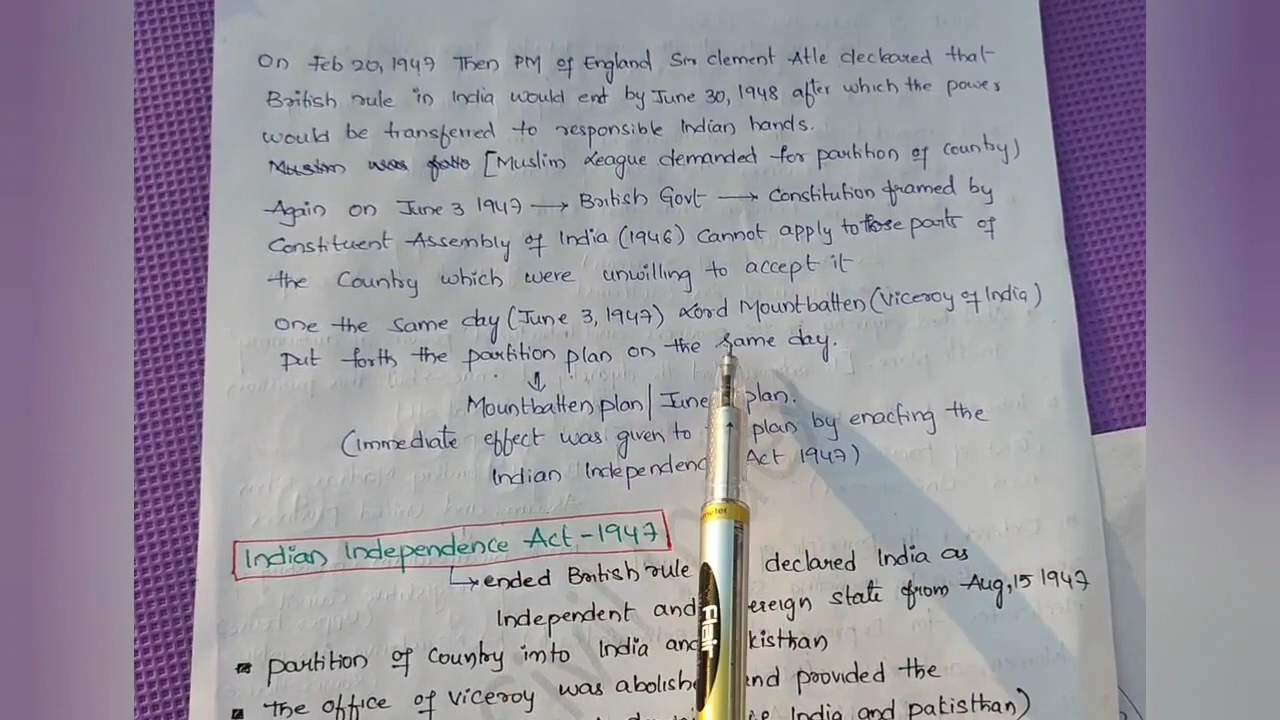 On Feb 20, 1947 Then PM of England Sir clement Atle decleared that
British rule in India would end by June 30, 1948 after which the power
would be transferred to responsible Indian hands.
[Muslim League demanded for partition of country)
Again on June 3 1947 → British Govt → Constitution framed by
Constituent Assembly of India (1946) cannot apply to those parts of
the Country which were unwilling to accept it
One the same day (June 3, 1947) Lord Mountbatten (Viceroy of India)
put forth the partition plan on the same day.
↓
Mountbatten plan / June plan.
(immediate effect was given to plan by enacting the
Indian Independenc Act 1947)
Indian Independence Act - 1947
↳ ended British rule declared India as
Independent and ereign state from Aug, 15 1947
partition of country into India and kisthan
the office of viceroy was abolishe and provided the
India and pakisthan)
Flair